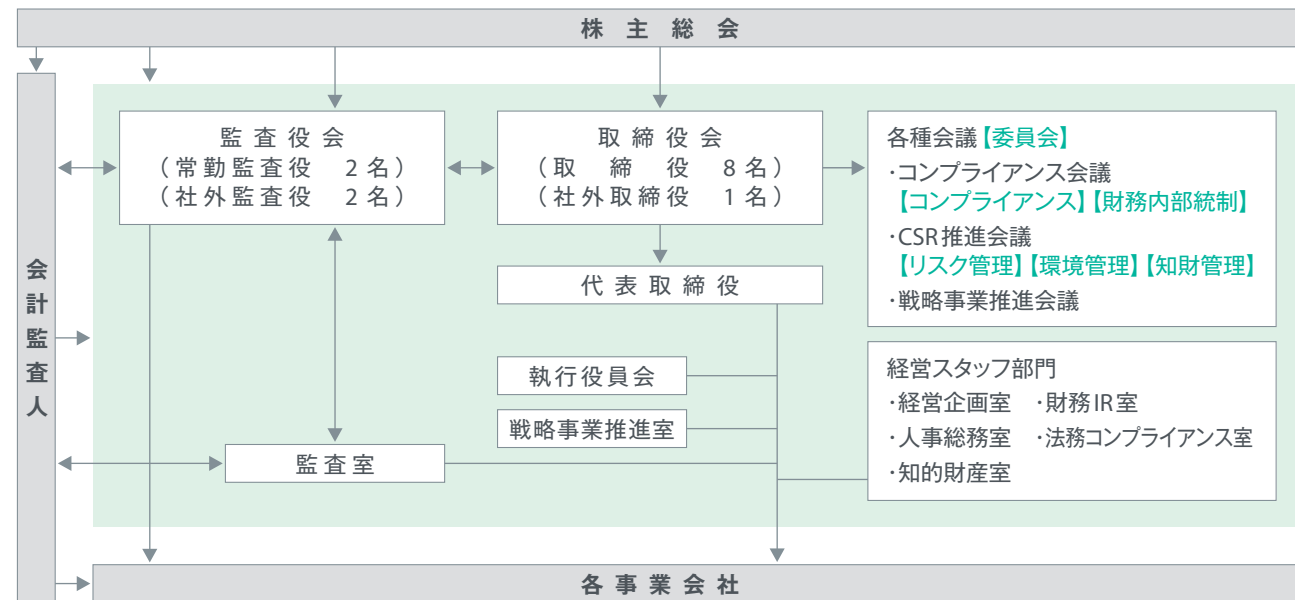 株主総会
会計監査人
監査役会
(常勤監査役 2名)
(社外監査役 2名)
取締役会
(取締役 8名)
(社外取締役 1名)
代表取締役
執行役員会
戦略事業推進室
監査室
各種会議【委員会】
・コンプライアンス会議
【コンプライアンス】【財務内部統制】
・CSR推進会議
【リスク管理】【環境管理】【知財管理】
・戦略事業推進会議
経営スタッフ部門
・経営企画室 ・財務IR室
・人事総務室 ・法務コンプライアンス室
・知的財産室
各事業会社